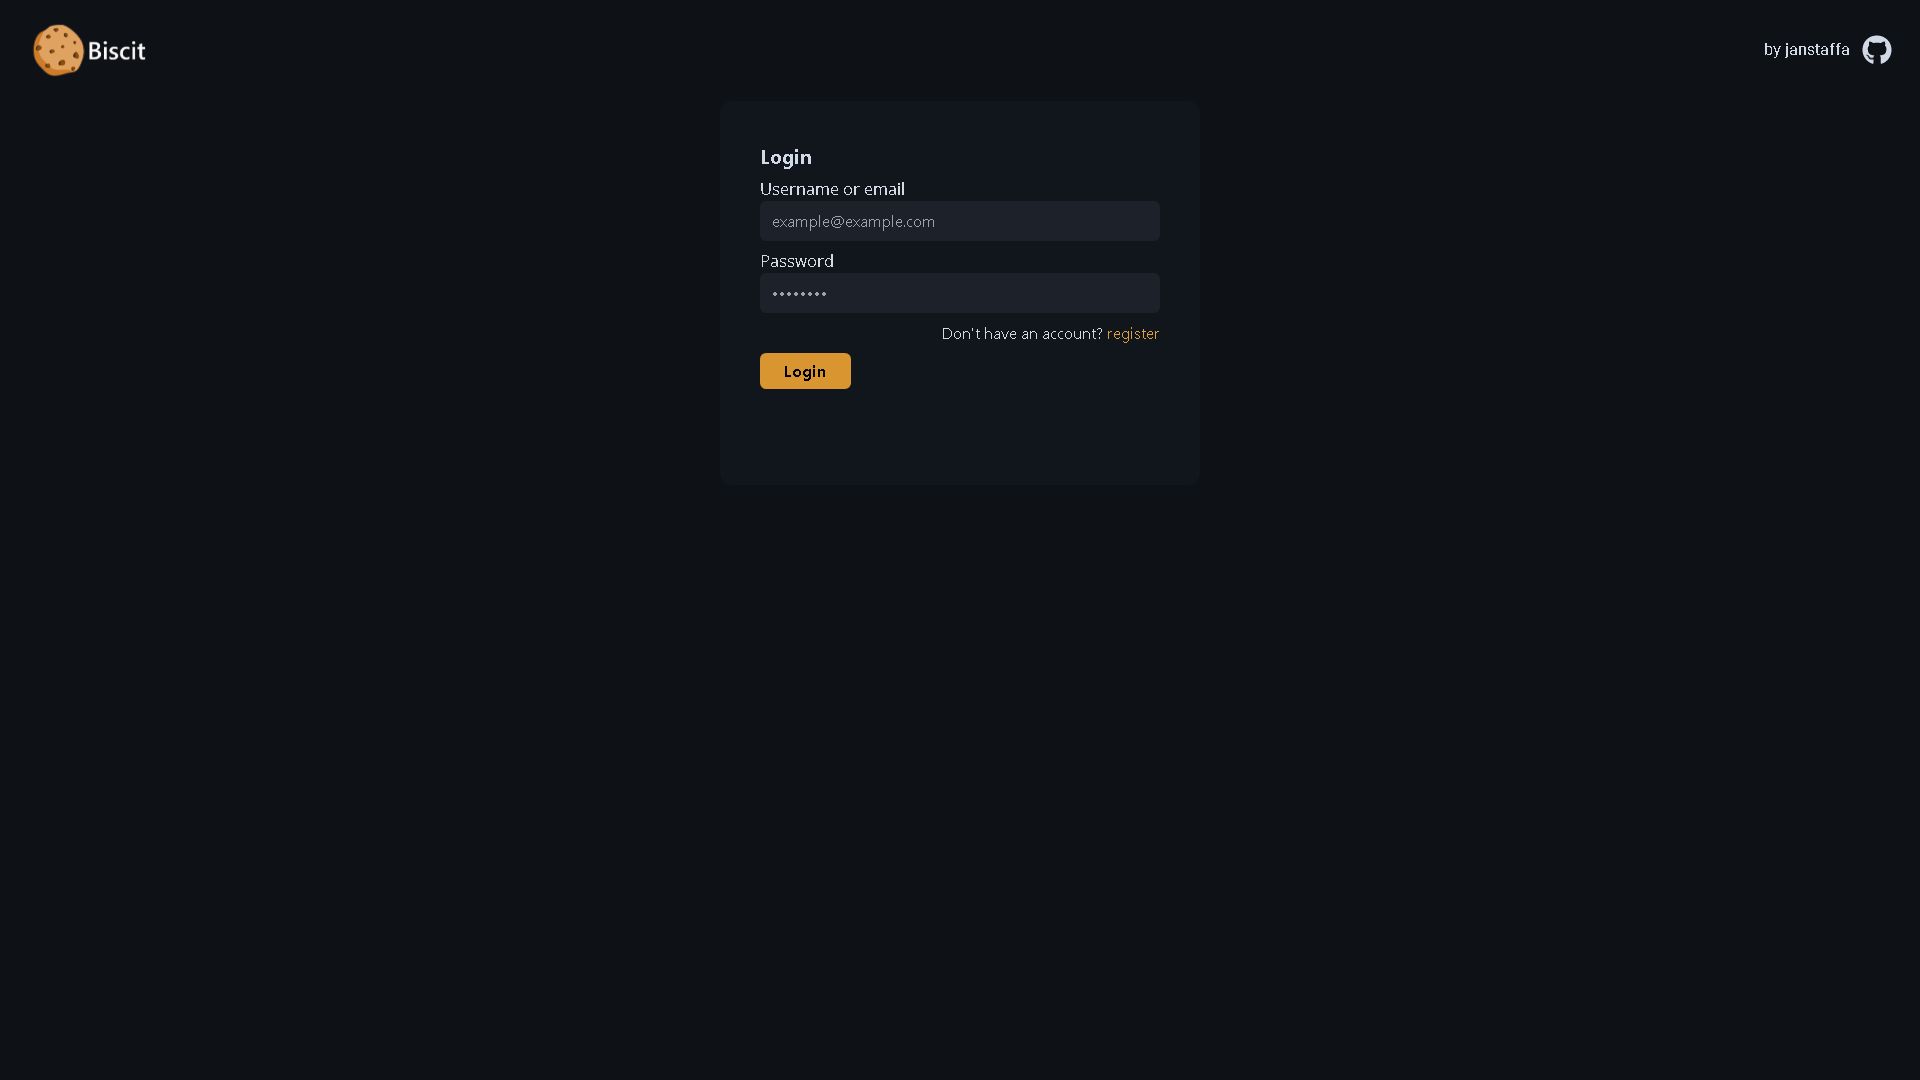 Biscit
by janstaffa
Login
Username or email
example@example.com
Password
••••••••
Don't have an account? register
Login